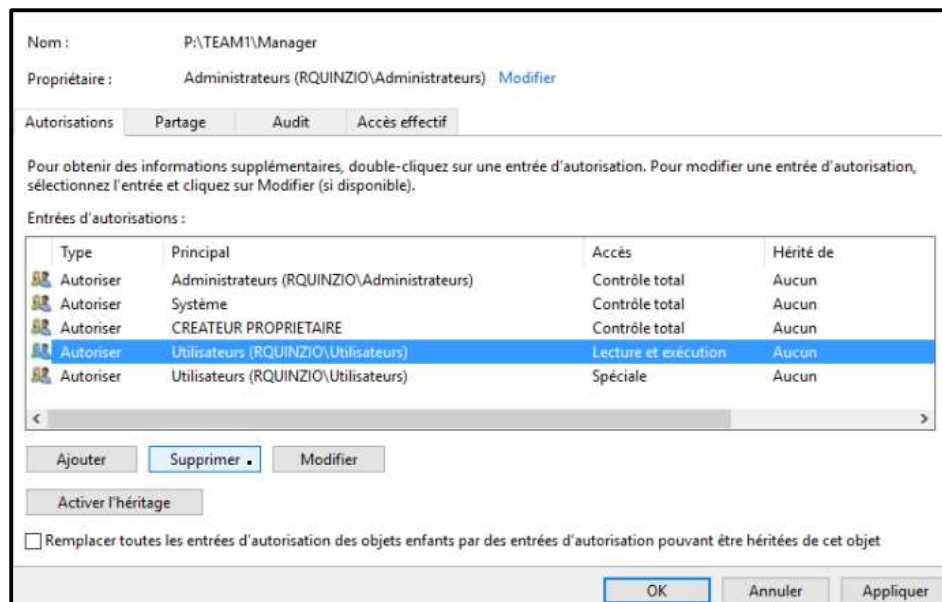 Nom : P:\TEAM1\Manager
Propriétaire : Administrateurs (RQUINZIO\Administrateurs) Modifier
Autorisations Partage Audit Accès effectif
Pour obtenir des informations supplémentaires, double-cliquez sur une entrée d'autorisation. Pour modifier une entrée d'autorisation,
sélectionnez l'entrée et cliquez sur Modifier (si disponible).
Entrées d'autorisations :
Type Principal Accès Hérité de
Autoriser Administrateurs (RQUINZIO\Administrateurs) Contrôle total Aucun
Autoriser Système Contrôle total Aucun
Autoriser CREATEUR PROPRIETAIRE Contrôle total Aucun
Autoriser Utilisateurs (RQUINZIO\Utilisateurs) Lecture et exécution Aucun
Autoriser Utilisateurs (RQUINZIO\Utilisateurs) Spéciale Aucun
Ajouter Supprimer Modifier
Activer l'héritage
Remplacer toutes les entrées d'autorisation des objets enfants par des entrées d'autorisation pouvant être héritées de cet objet
OK Annuler Appliquer